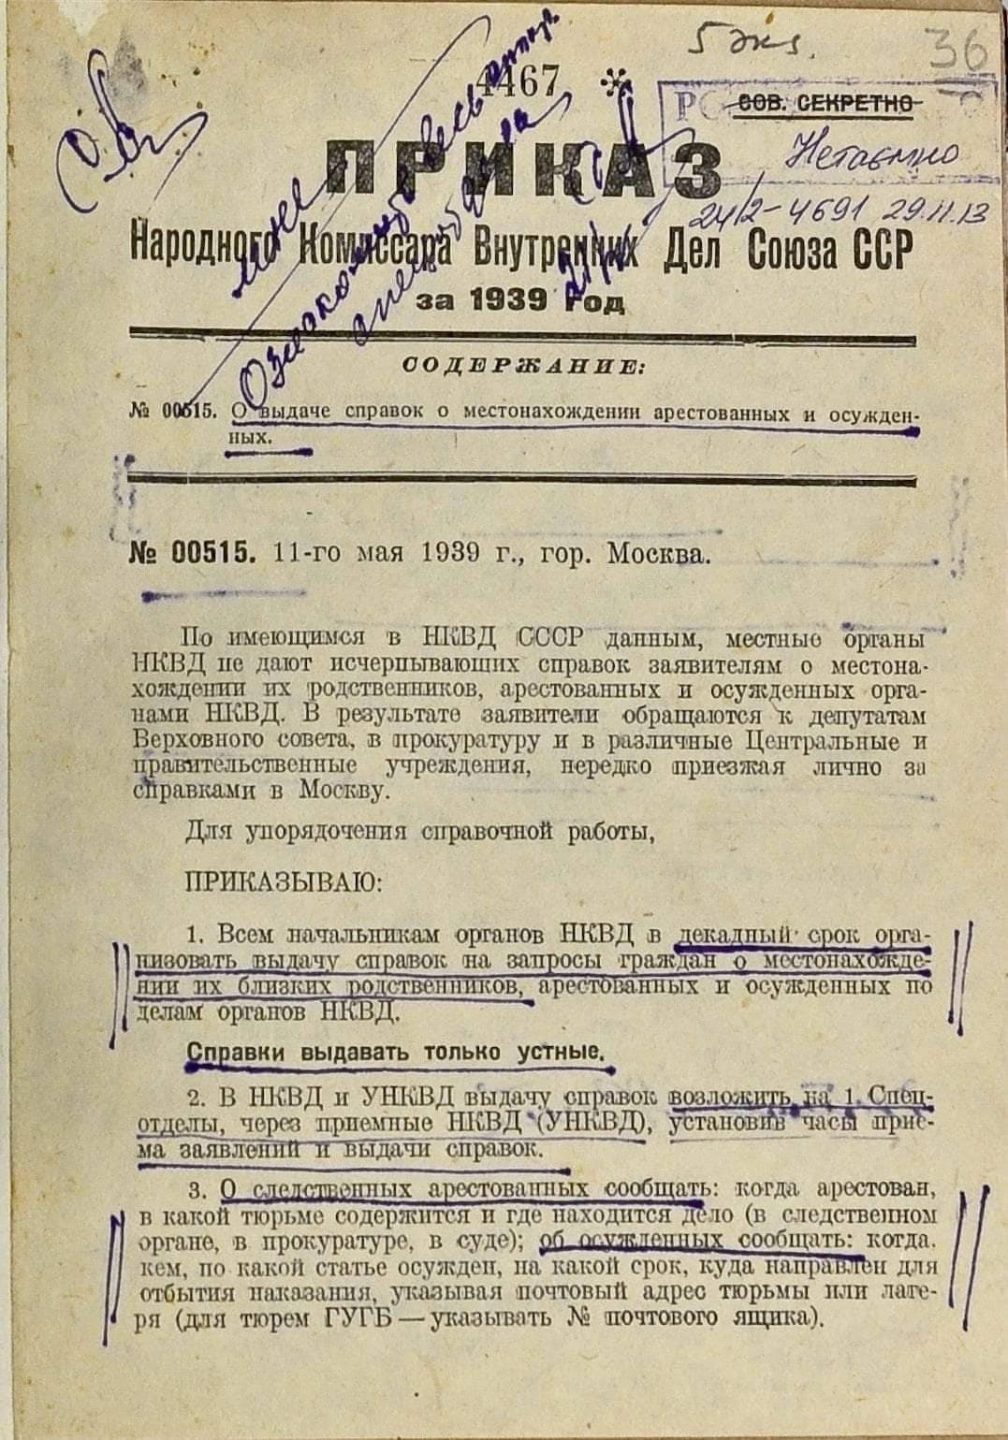 5 экз.
36
4467
СОВ. СЕКРЕТНО
ПРИКАЗ
24/2-4691 29.11.13
Народного Комиссара Внутренних Дел Союза ССР
за 1939 год
СОДЕРЖАНИЕ:
№ 00515. О выдаче справок о местонахождении арестованных и осужден-
ных.
№ 00515. 11-го мая 1939 г., гор. Москва.
По имеющимся в НКВД СССР данным, местные органы
НКВД не дают исчерпывающих справок заявителям о местона-
хождении их родственников, арестованных и осужденных орга-
нами НКВД. В результате заявители обращаются к депутатам
Верховного совета, в прокуратуру и в различные Центральные и
правительственные учреждения, нередко приезжая лично за
справками в Москву.
Для упорядочения справочной работы,
ПРИКАЗЫВАЮ:
1. Всем начальникам органов НКВД в декадный срок орга-
низовать выдачу справок на запросы граждан о местонахожде-
нии их близких родственников, арестованных и осужденных по
делам органов НКВД.
Справки выдавать только устные.
2. В НКВД и УНКВД выдачу справок возложить на 1 Спец-
отделы, через приемные НКВД (УНКВД), установив часы прие-
ма заявлений и выдачи справок.
3. О следственных арестованных сообщать: когда арестован,
в какой тюрьме содержится и где находится дело (в следственном
органе, в прокуратуре, в суде); об осужденных сообщать: когда,
кем, по какой статье осужден, на какой срок, куда направлен для
отбытия наказания, указывая почтовый адрес тюрьмы или лаге-
ря (для тюрем ГУГБ — указывать № почтового ящика).